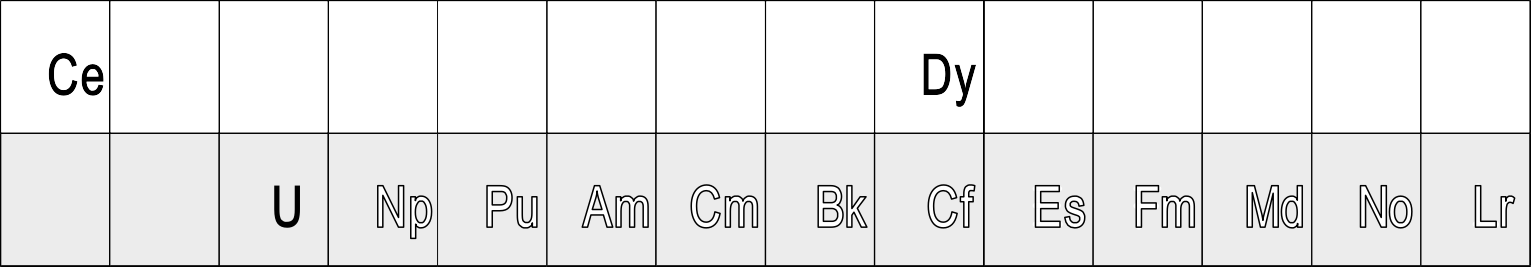 Ce Dy
U Np Pu Am Cm Bk Cf Es Fm Md No Lr